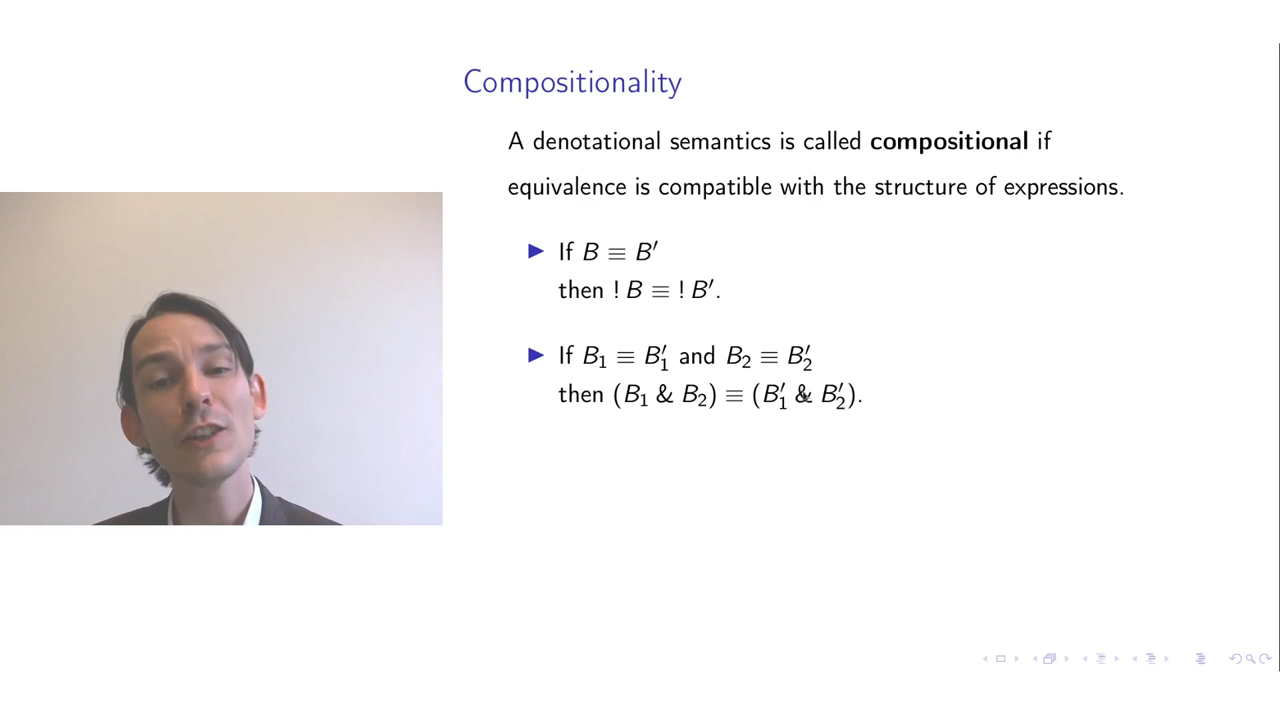 Compositionality
A denotational semantics is called compositional if
equivalence is compatible with the structure of expressions.
▶ If B ≡ B′
then ! B ≡ ! B′.
▶ If B₁ ≡ B′₁ and B₂ ≡ B′₂
then (B₁ & B₂) ≡ (B′₁ & B′₂).